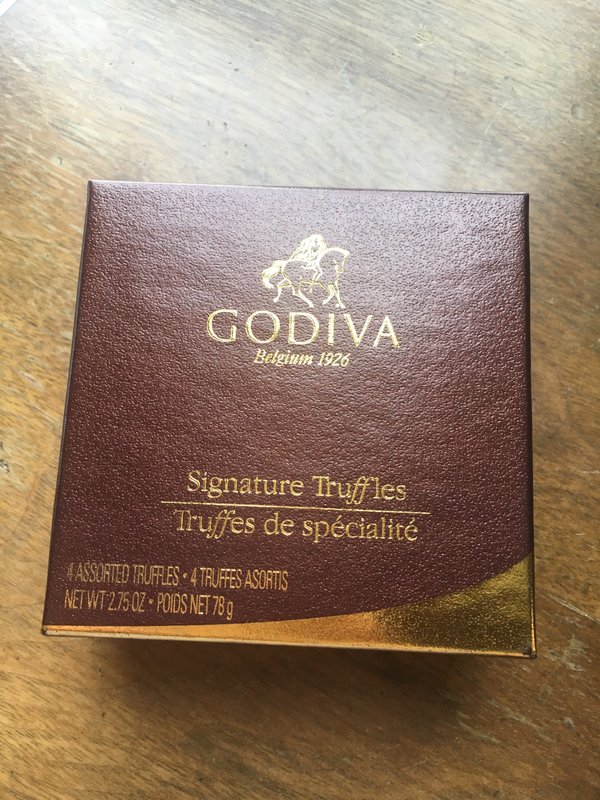 GODIVA
Belgium 1926
Signature Truffles
Truffes de spécialité
4 ASSORTED TRUFFLES • 4 TRUFFES ASORTIS
NET WT 2.75 OZ • POIDS NET 78 g